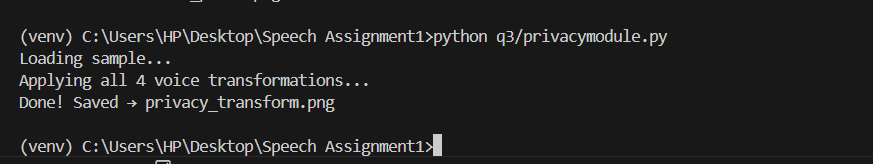 (venv) C:\Users\HP\Desktop\Speech Assignment1>python q3/privacymodule.py
Loading sample...
Applying all 4 voice transformations...
Done! Saved → privacy_transform.png
(venv) C:\Users\HP\Desktop\Speech Assignment1>